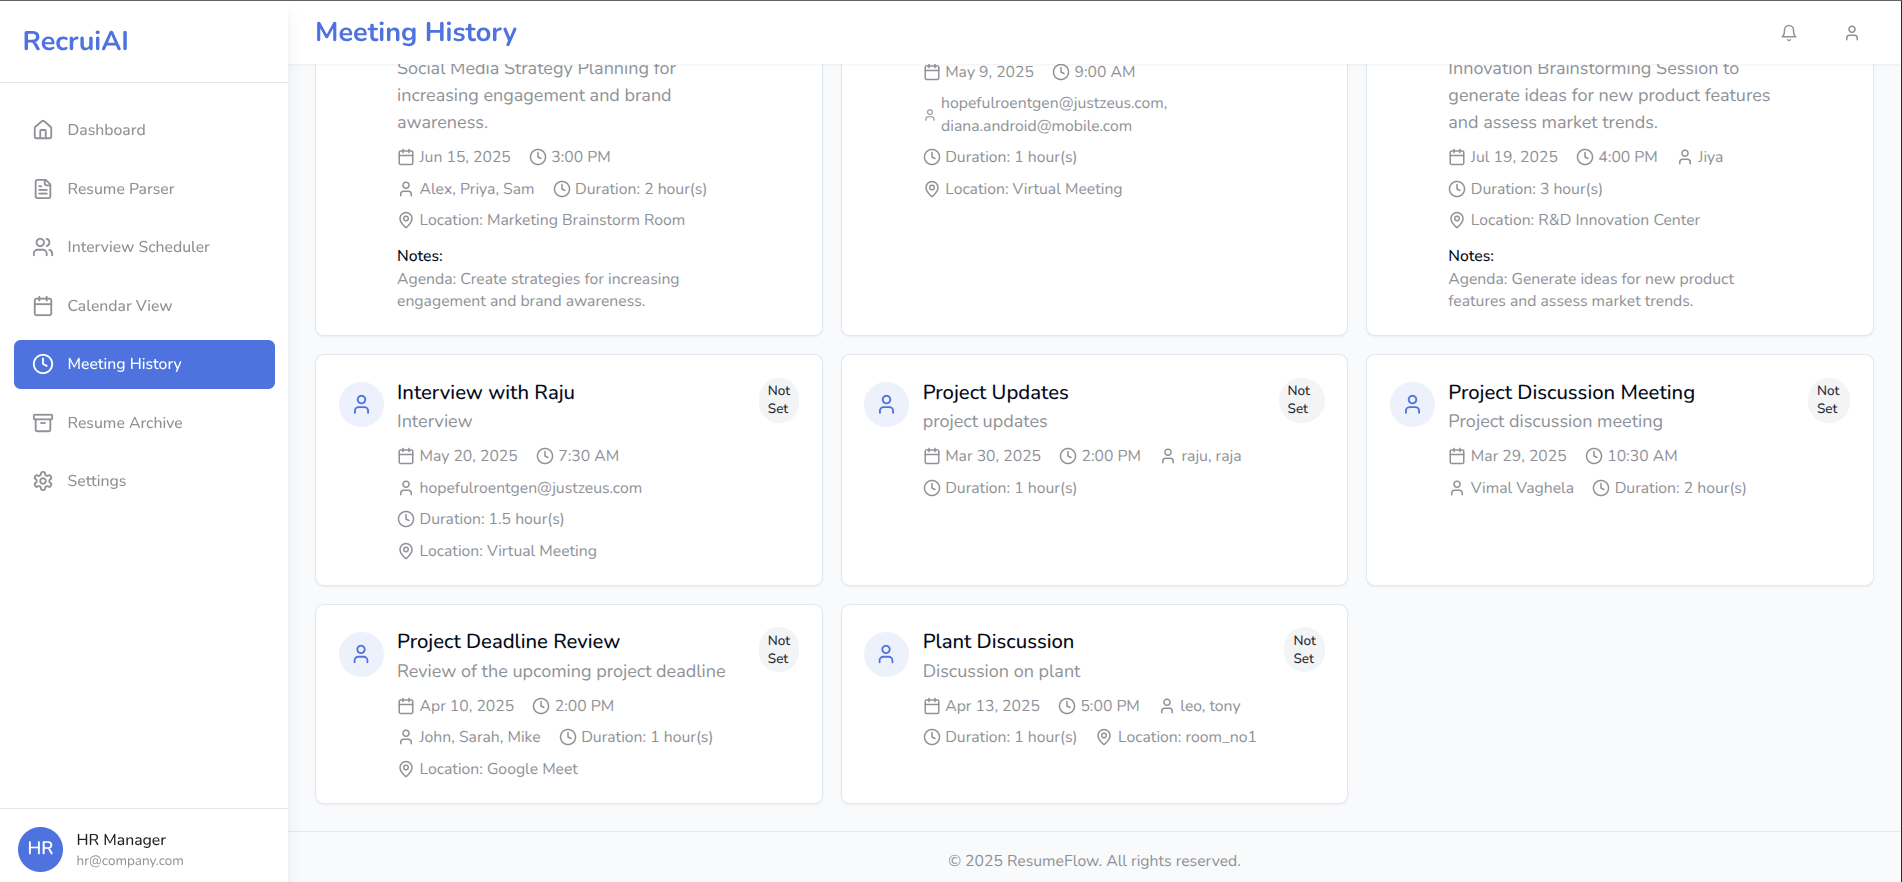 RecruiAI
Dashboard
Resume Parser
Interview Scheduler
Calendar View
Meeting History
Resume Archive
Settings
HR
HR Manager
hr@company.com
Meeting History
Social Media Strategy Planning for
increasing engagement and brand
awareness.
Jun 15, 2025 3:00 PM
Alex, Priya, Sam Duration: 2 hour(s)
Location: Marketing Brainstorm Room
Notes:
Agenda: Create strategies for increasing
engagement and brand awareness.
May 9, 2025 9:00 AM
hopefulroentgen@justzeus.com,
diana.android@mobile.com
Duration: 1 hour(s)
Location: Virtual Meeting
Innovation Brainstorming Session to
generate ideas for new product features
and assess market trends.
Jul 19, 2025 4:00 PM Jiya
Duration: 3 hour(s)
Location: R&D Innovation Center
Notes:
Agenda: Generate ideas for new product
features and assess market trends.
Interview with Raju
Not
Set
Interview
May 20, 2025 7:30 AM
hopefulroentgen@justzeus.com
Duration: 1.5 hour(s)
Location: Virtual Meeting
Project Updates
Not
Set
project updates
Mar 30, 2025 2:00 PM raju, raja
Duration: 1 hour(s)
Project Discussion Meeting
Not
Set
Project discussion meeting
Mar 29, 2025 10:30 AM
Vimal Vaghela Duration: 2 hour(s)
Project Deadline Review
Not
Set
Review of the upcoming project deadline
Apr 10, 2025 2:00 PM
John, Sarah, Mike Duration: 1 hour(s)
Location: Google Meet
Plant Discussion
Not
Set
Discussion on plant
Apr 13, 2025 5:00 PM leo, tony
Duration: 1 hour(s) Location: room_no1
© 2025 ResumeFlow. All rights reserved.